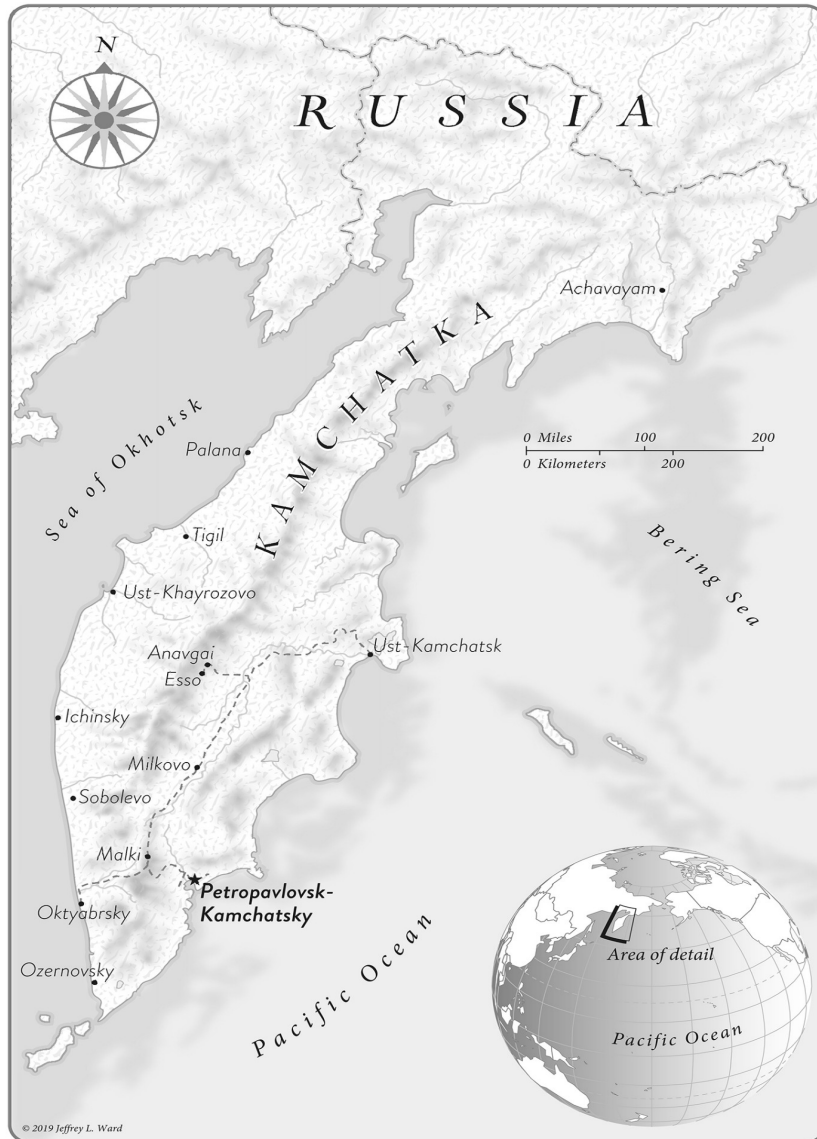 N
RUSSIA
Achavayam
KAMCHATKA
Sea of Okhotsk
Palana
0 Miles 100 200
0 Kilometers 200
Tigil
Bering Sea
Ust-Khayrozovo
Anavgai
Ust-Kamchatsk
Esso
Ichinsky
Milkovo
Sobolevo
Malki
Petropavlovsk-
Kamchatsky
Oktyabrsky
Ozernovsky
Pacific Ocean
Area of detail
Pacific Ocean
© 2019 Jeffrey L. Ward